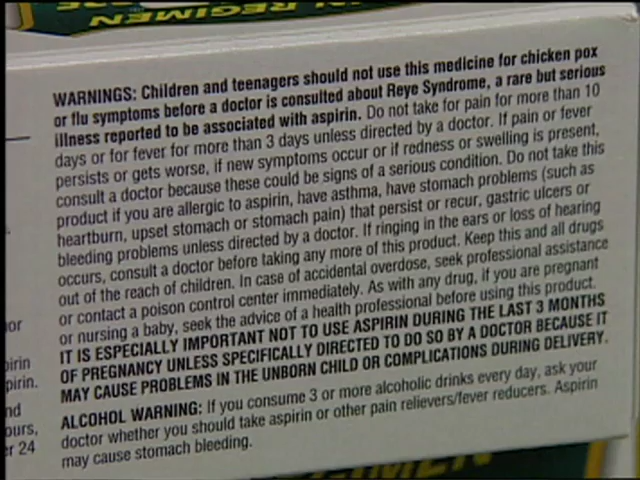 REGIMEN
WARNINGS: Children and teenagers should not use this medicine for chicken pox
or flu symptoms before a doctor is consulted about Reye Syndrome, a rare but serious
illness reported to be associated with aspirin. Do not take for pain for more than 10
days or for fever for more than 3 days unless directed by a doctor. If pain or fever
persists or gets worse, if new symptoms occur or if redness or swelling is present,
consult a doctor because these could be signs of a serious condition. Do not take this
product if you are allergic to aspirin, have asthma, have stomach problems (such as
heartburn, upset stomach or stomach pain) that persist or recur, gastric ulcers or
bleeding problems unless directed by a doctor. If ringing in the ears or loss of hearing
occurs, consult a doctor before taking any more of this product. Keep this and all drugs
out of the reach of children. In case of accidental overdose, seek professional assistance
or contact a poison control center immediately. As with any drug, if you are pregnant
or nursing a baby, seek the advice of a health professional before using this product.
IT IS ESPECIALLY IMPORTANT NOT TO USE ASPIRIN DURING THE LAST 3 MONTHS
OF PREGNANCY UNLESS SPECIFICALLY DIRECTED TO DO SO BY A DOCTOR BECAUSE IT
MAY CAUSE PROBLEMS IN THE UNBORN CHILD OR COMPLICATIONS DURING DELIVERY.
ALCOHOL WARNING: If you consume 3 or more alcoholic drinks every day, ask your
doctor whether you should take aspirin or other pain relievers/fever reducers. Aspirin
may cause stomach bleeding.
r 24